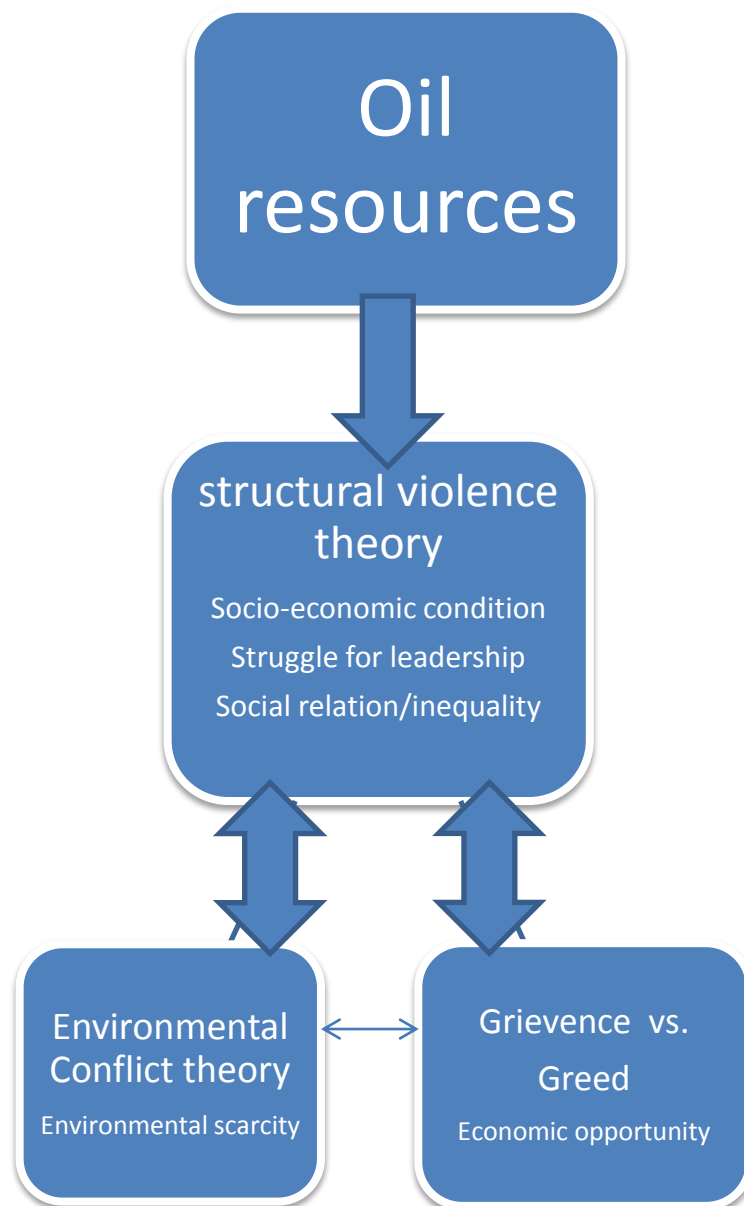 Oil
resources
structural violence
theory
Socio-economic condition
Struggle for leadership
Social relation/inequality
Environmental
Conflict theory
Environmental scarcity
Grievence vs.
Greed
Economic opportunity